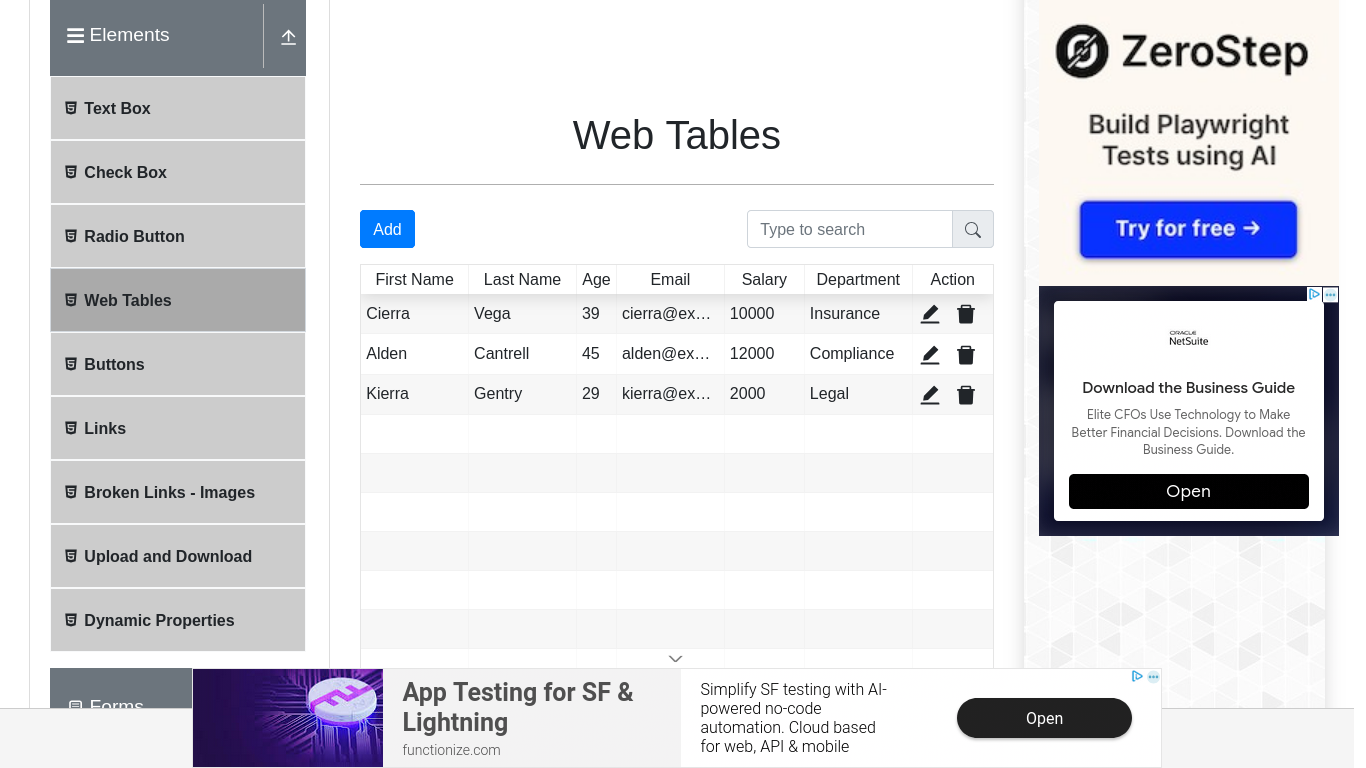 Elements
Text Box
Check Box
Radio Button
Web Tables
Buttons
Links
Broken Links - Images
Upload and Download
Dynamic Properties
Forms
Web Tables
Add
Type to search
First Name Last Name Age Email Salary Department Action
Cierra Vega 39 cierra@ex... 10000 Insurance
Alden Cantrell 45 alden@ex... 12000 Compliance
Kierra Gentry 29 kierra@ex... 2000 Legal
ZeroStep
Build Playwright
Tests using AI
Try for free →
ORACLE
NetSuite
Download the Business Guide
Elite CFOs Use Technology to Make
Better Financial Decisions. Download the
Business Guide.
Open
App Testing for SF &
Lightning
functionize.com
Simplify SF testing with AI-
powered no-code
automation. Cloud based
for web, API & mobile
Open